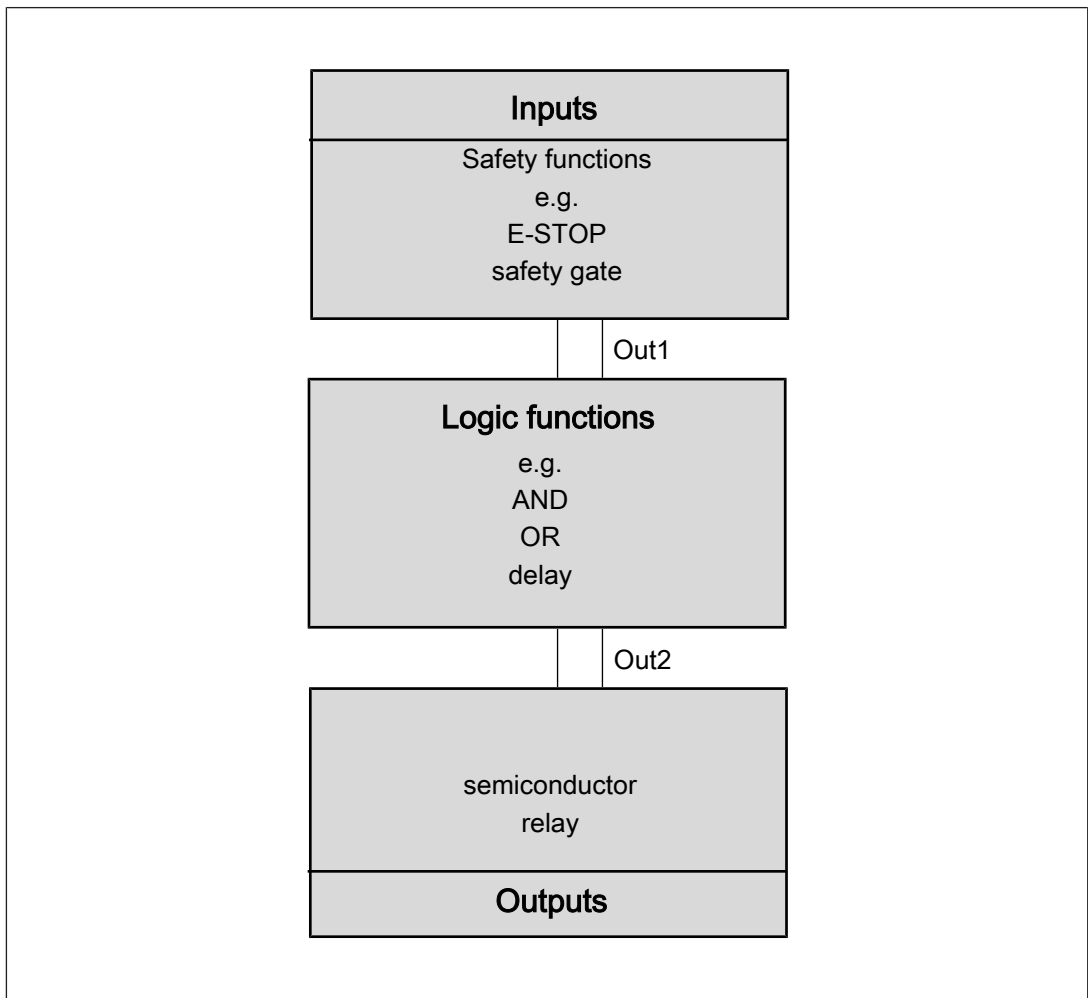 Inputs
Safety functions
e.g.
E-STOP
safety gate
Out1
Logic functions
e.g.
AND
OR
delay
Out2
semiconductor
relay
Outputs